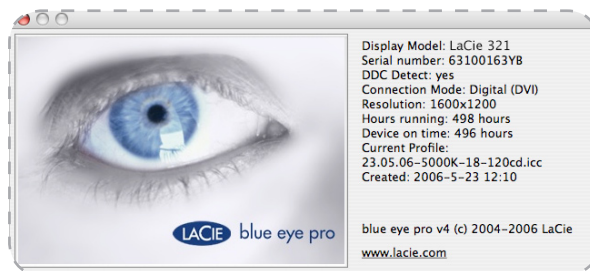 Display Model: LaCie 321
Serial number: 63100163YB
DDC Detect: yes
Connection Mode: Digital (DVI)
Resolution: 1600x1200
Hours running: 498 hours
Device on time: 496 hours
Current Profile:
23.05.06-5000K-18-120cd.icc
Created: 2006-5-23 12:10
LACIE blue eye pro
blue eye pro v4 (c) 2004-2006 LaCie
www.lacie.com